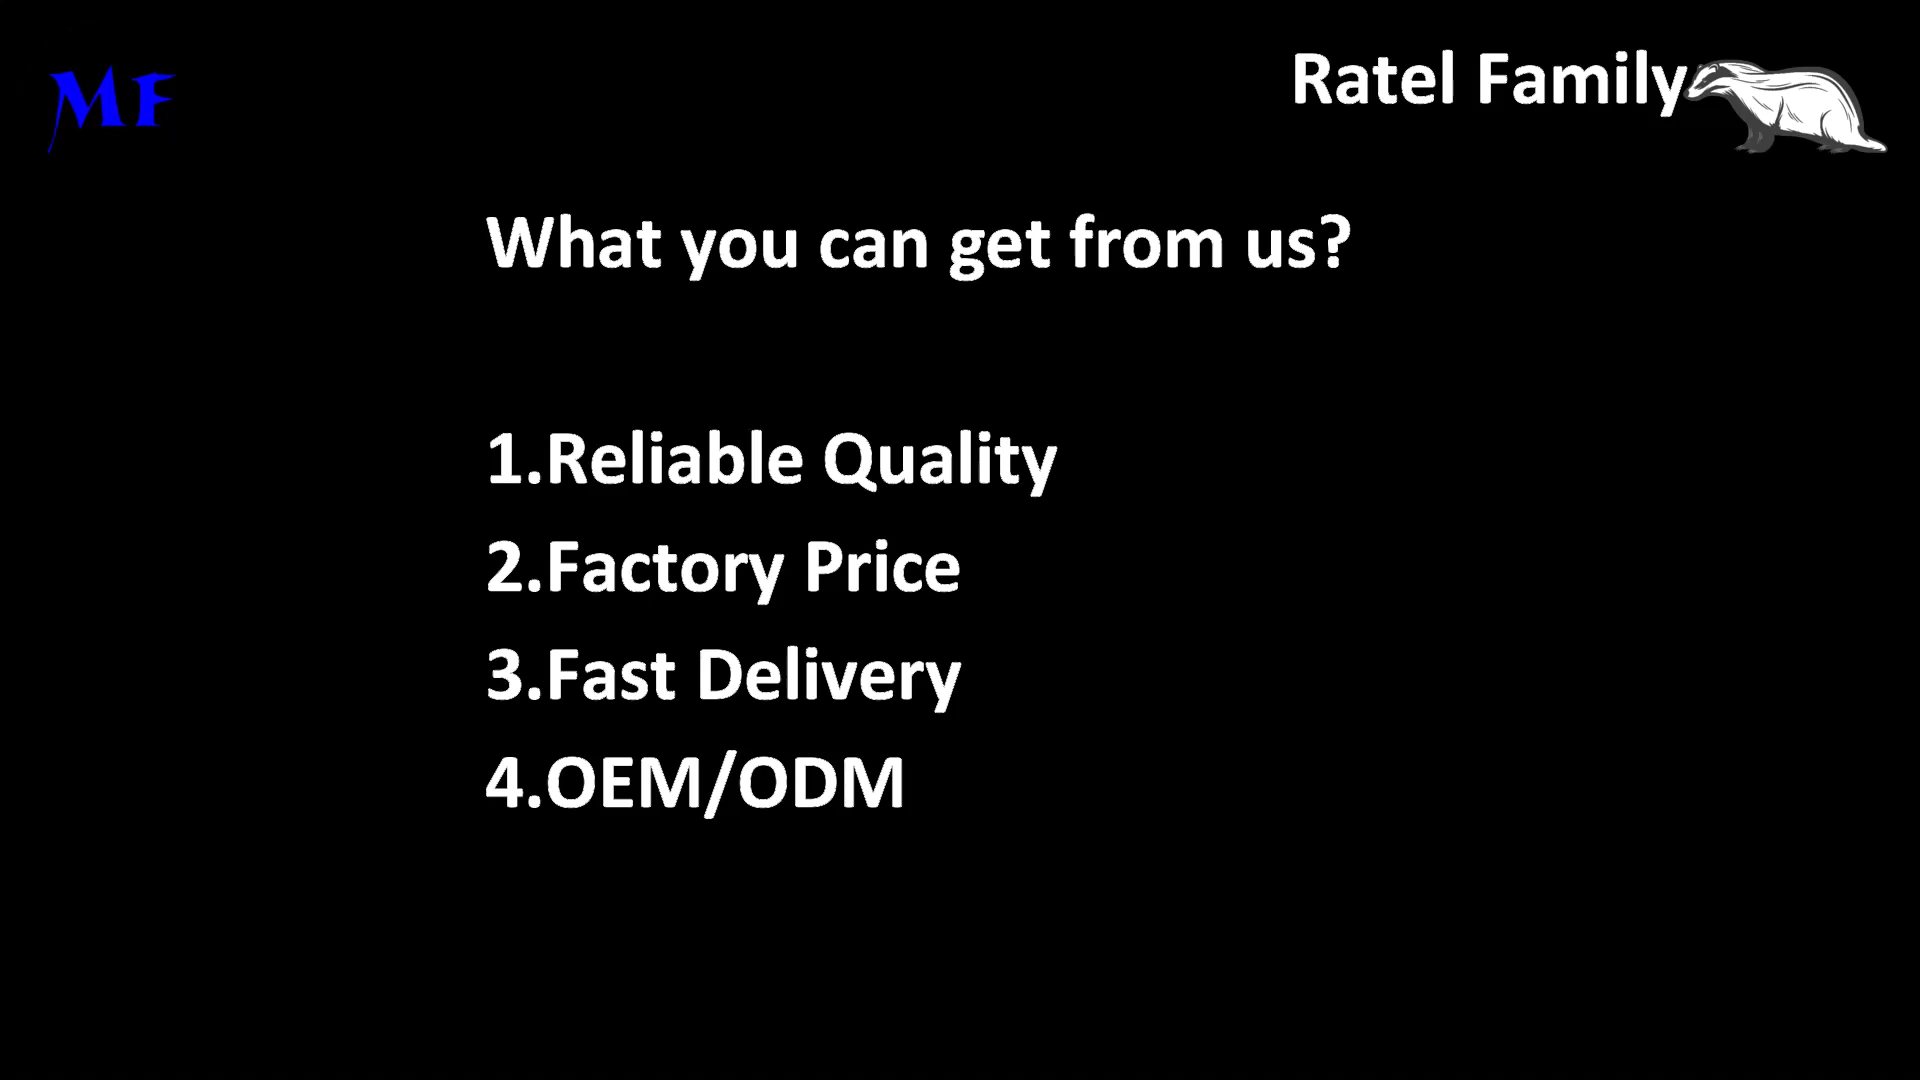 MF
Ratel Family
What you can get from us?
1.Reliable Quality
2.Factory Price
3.Fast Delivery
4.OEM/ODM